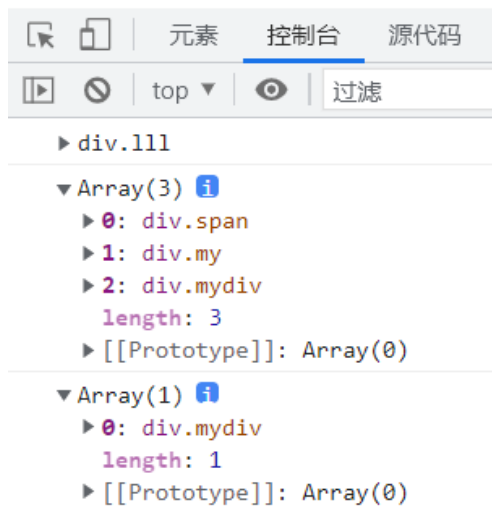 元素 控制台 源代码
top 过滤
div.lll
Array(3) i
0: div.span
1: div.my
2: div.mydiv
length: 3
[[Prototype]]: Array(0)
Array(1) i
0: div.mydiv
length: 1
[[Prototype]]: Array(0)